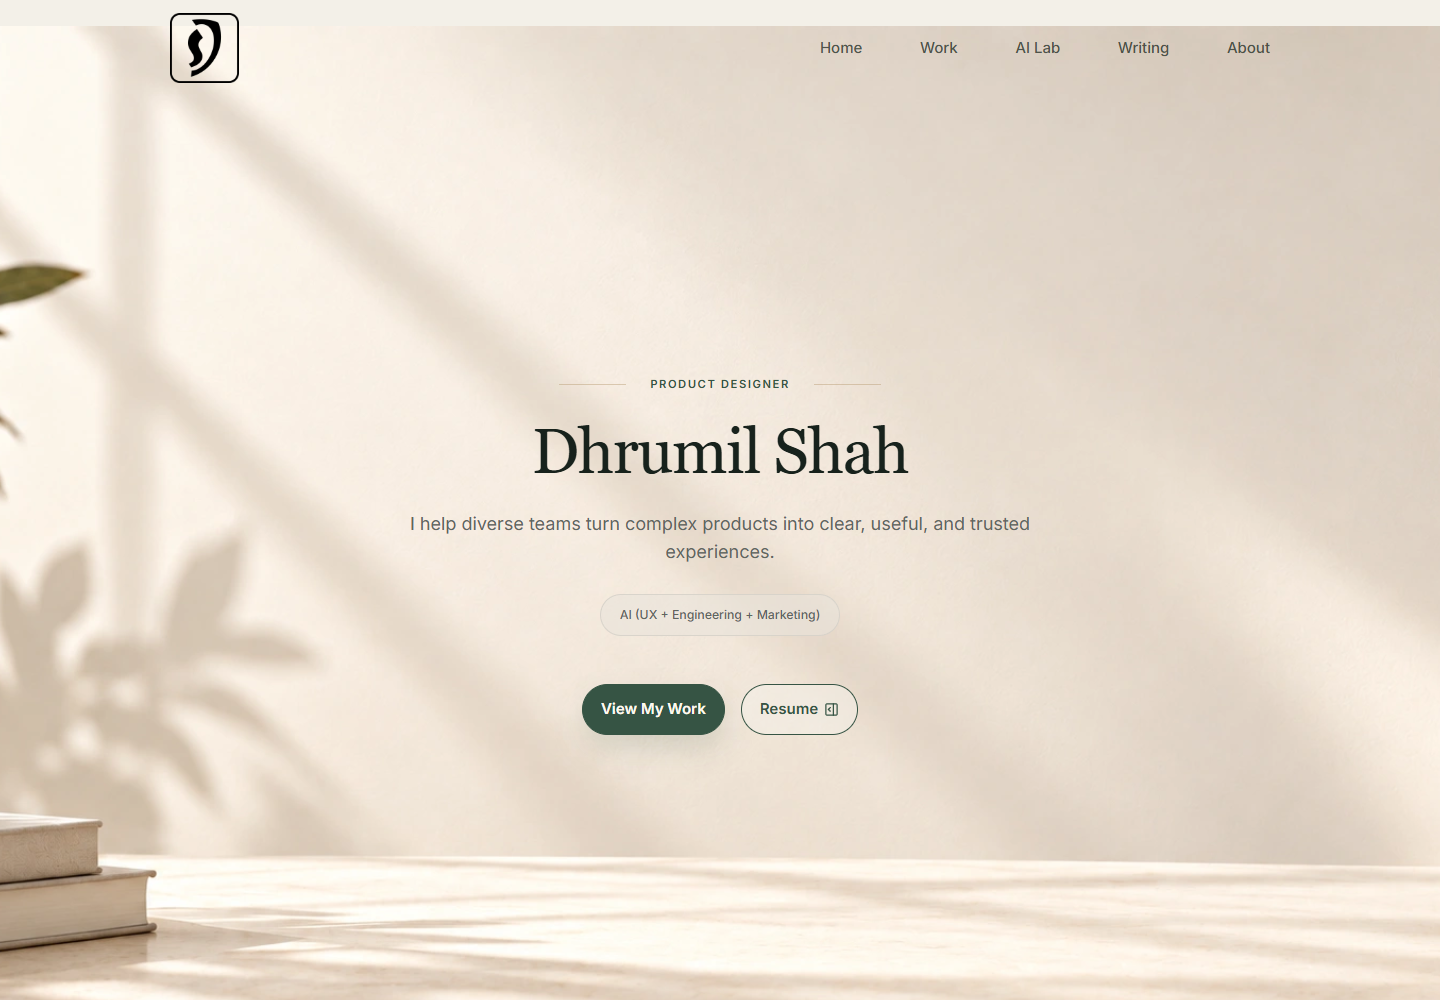 Home Work AI Lab Writing About
PRODUCT DESIGNER
Dhrumil Shah
I help diverse teams turn complex products into clear, useful, and trusted
experiences.
AI (UX + Engineering + Marketing)
View My Work Resume